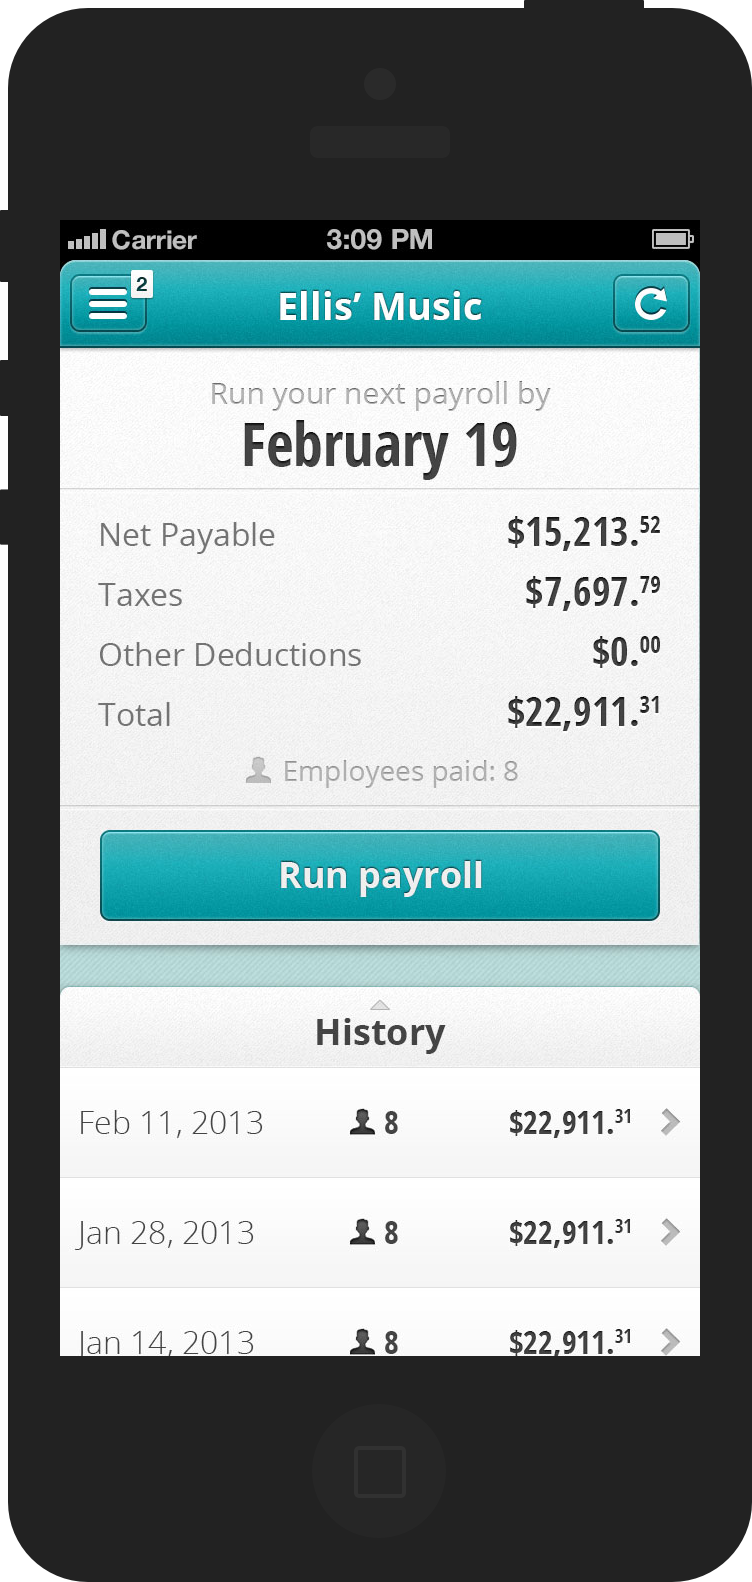 Carrier 3:09 PM
2
Ellis’ Music
Run your next payroll by
February 19
Net Payable $15,213.52
Taxes $7,697.79
Other Deductions $0.00
Total $22,911.31
Employees paid: 8
Run payroll
History
Feb 11, 2013 8 $22,911.31
Jan 28, 2013 8 $22,911.31
Jan 14, 2013 8 $22,911.31